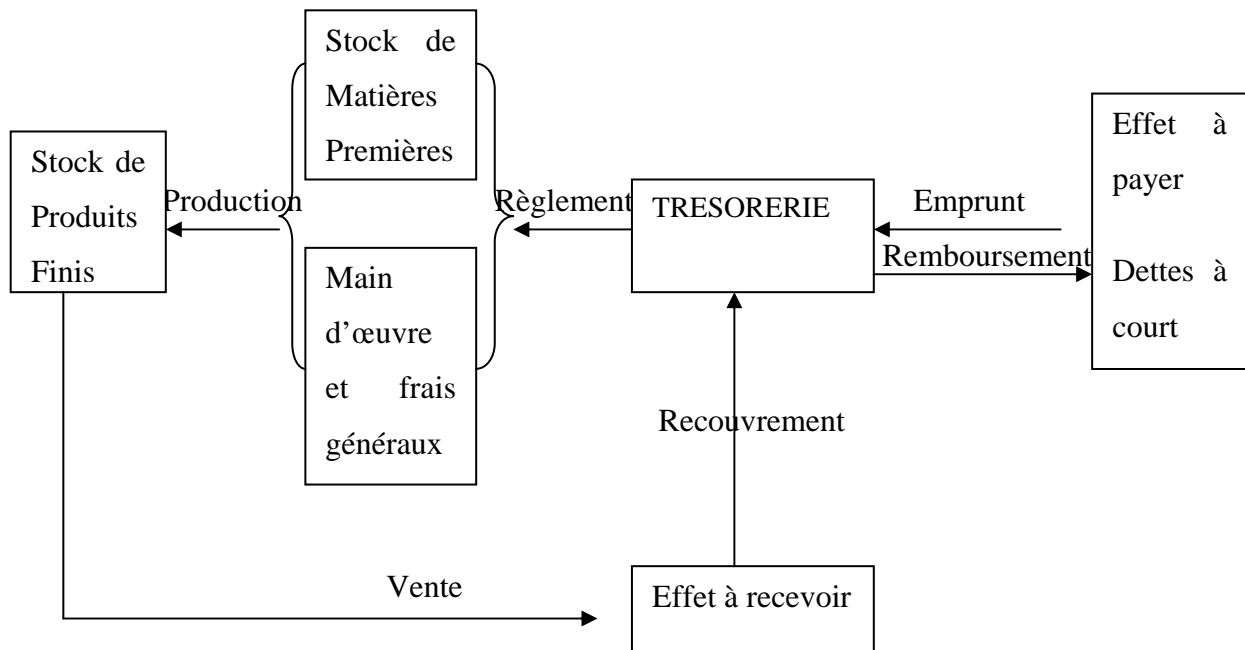 Stock de
Matières
Premières
Stock de
Produits
Finis
Production
Main
d’œuvre
et frais
généraux
Règlement
TRESORERIE
Emprunt
Remboursement
Effet à
payer
Dettes à
court
Recouvrement
Vente
Effet à recevoir